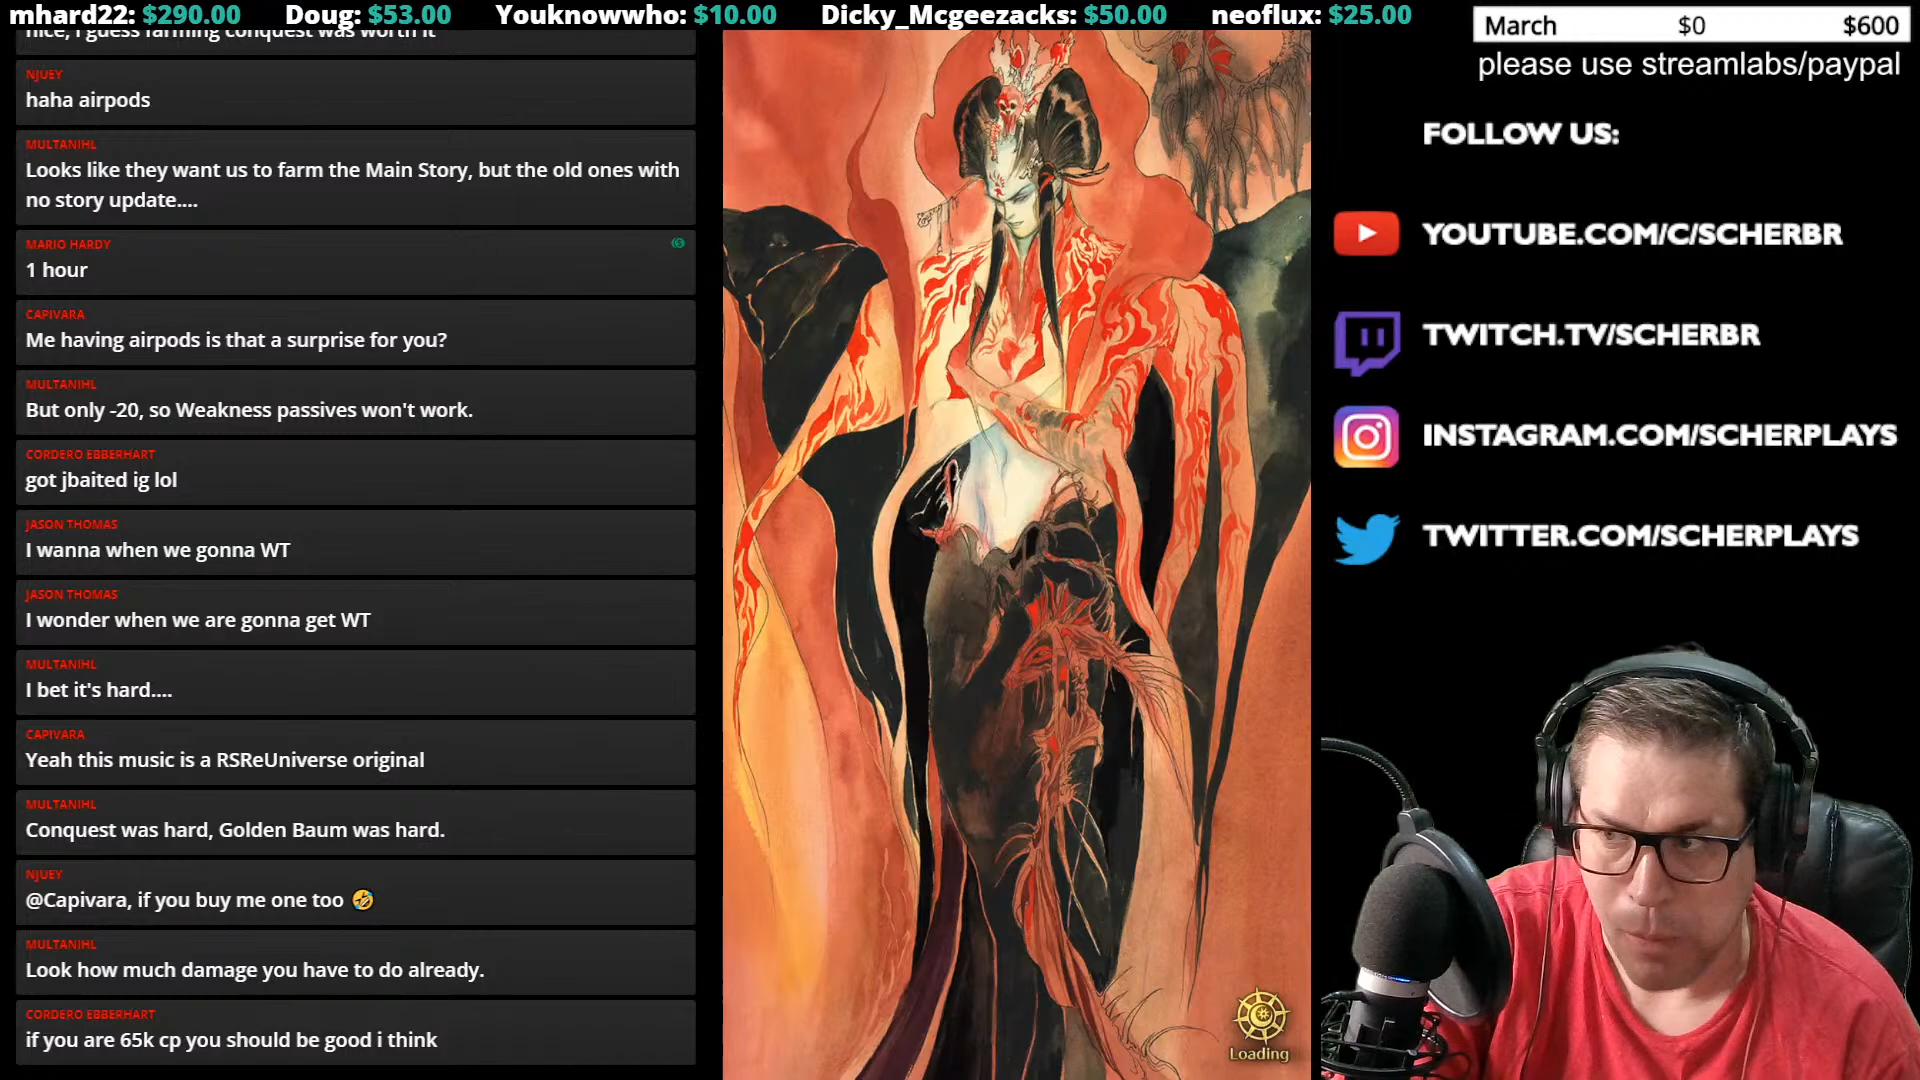 mhard22: $290.00 Doug: $53.00 Youknowwho: $10.00 Dicky_Mcgeezacks: $50.00 neoflux: $25.00
nice, i guess farming conquest was worth it
NJUEY
haha airpods
MULTANIHL
Looks like they want us to farm the Main Story, but the old ones with
no story update....
MARIO HARDY
1 hour
CAPIVARA
Me having airpods is that a surprise for you?
MULTANIHL
But only -20, so Weakness passives won't work.
CORDERO EBBERHART
got jbaited ig lol
JASON THOMAS
I wanna when we gonna WT
JASON THOMAS
I wonder when we are gonna get WT
MULTANIHL
I bet it's hard....
CAPIVARA
Yeah this music is a RSReUniverse original
MULTANIHL
Conquest was hard, Golden Baum was hard.
NJUEY
@Capivara, if you buy me one too 🤣
MULTANIHL
Look how much damage you have to do already.
CORDERO EBBERHART
if you are 65k cp you should be good i think
Loading
March $0 $600
please use streamlabs/paypal
FOLLOW US:
YOUTUBE.COM/C/SCHERBR
TWITCH.TV/SCHERBR
INSTAGRAM.COM/SCHERPLAYS
TWITTER.COM/SCHERPLAYS